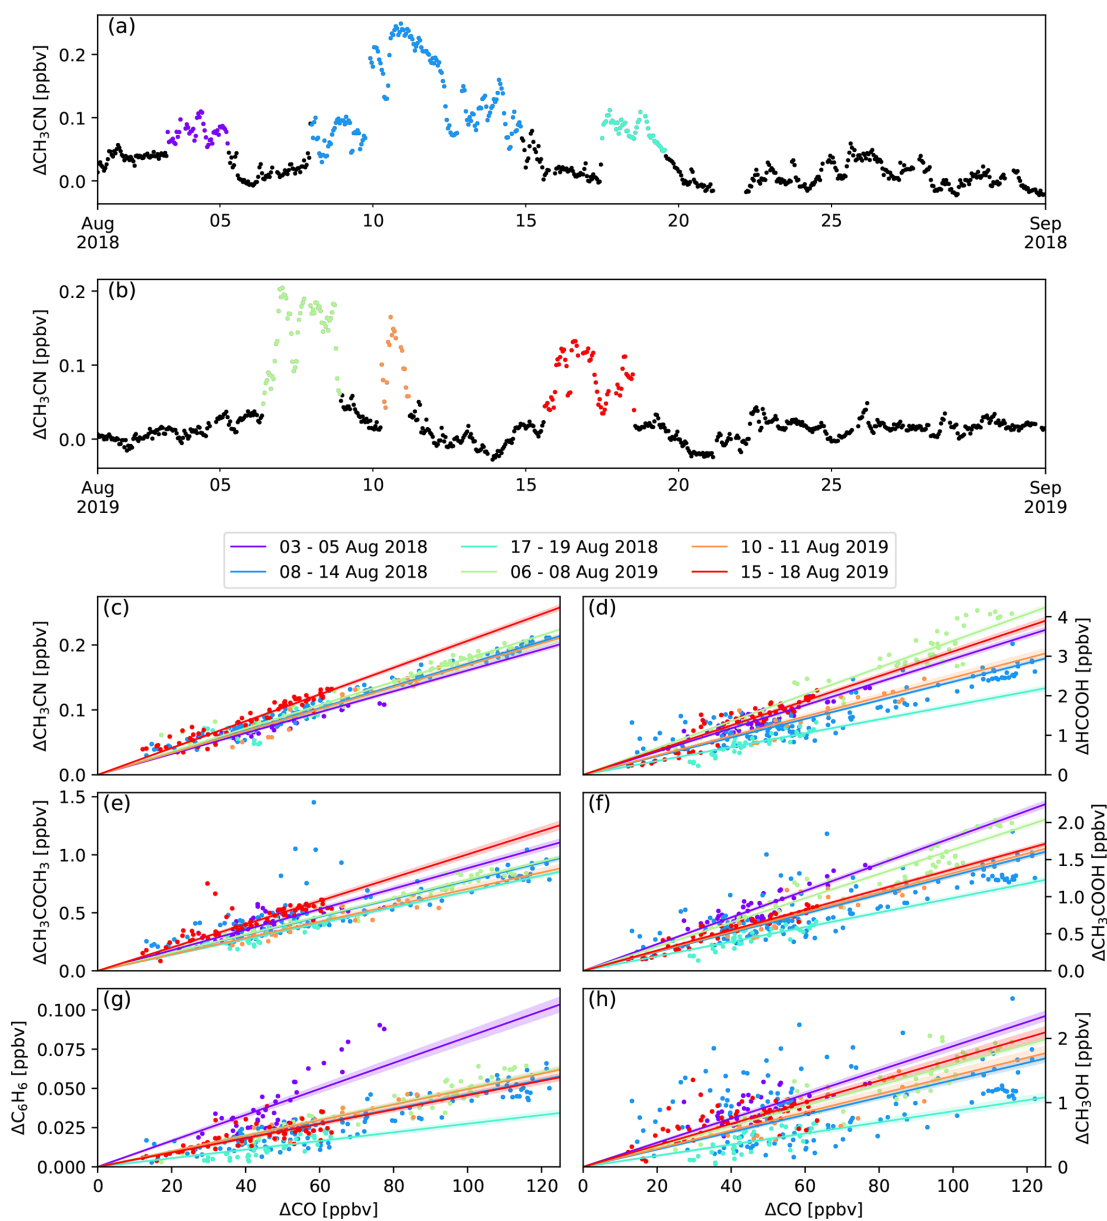 (a)
ΔCH₃CN [ppbv]
0.2
0.1
0.0
Aug
2018
05
10
15
20
25
Sep
2018
(b)
ΔCH₃CN [ppbv]
0.2
0.1
0.0
Aug
2019
05
10
15
20
25
Sep
2019
03 - 05 Aug 2018
17 - 19 Aug 2018
10 - 11 Aug 2019
08 - 14 Aug 2018
06 - 08 Aug 2019
15 - 18 Aug 2019
(c)
ΔCH₃CN [ppbv]
0.2
0.1
0.0
(d)
ΔHCOOH [ppbv]
4
3
2
1
0
(e)
ΔCH₃COCH₃ [ppbv]
1.5
1.0
0.5
0.0
(f)
ΔCH₃COOH [ppbv]
2.0
1.5
1.0
0.5
0.0
(g)
ΔC₆H₆ [ppbv]
0.100
0.075
0.050
0.025
0.000
0 20 40 60 80 100 120
ΔCO [ppbv]
(h)
ΔCH₃OH [ppbv]
2
1
0
0 20 40 60 80 100 120
ΔCO [ppbv]